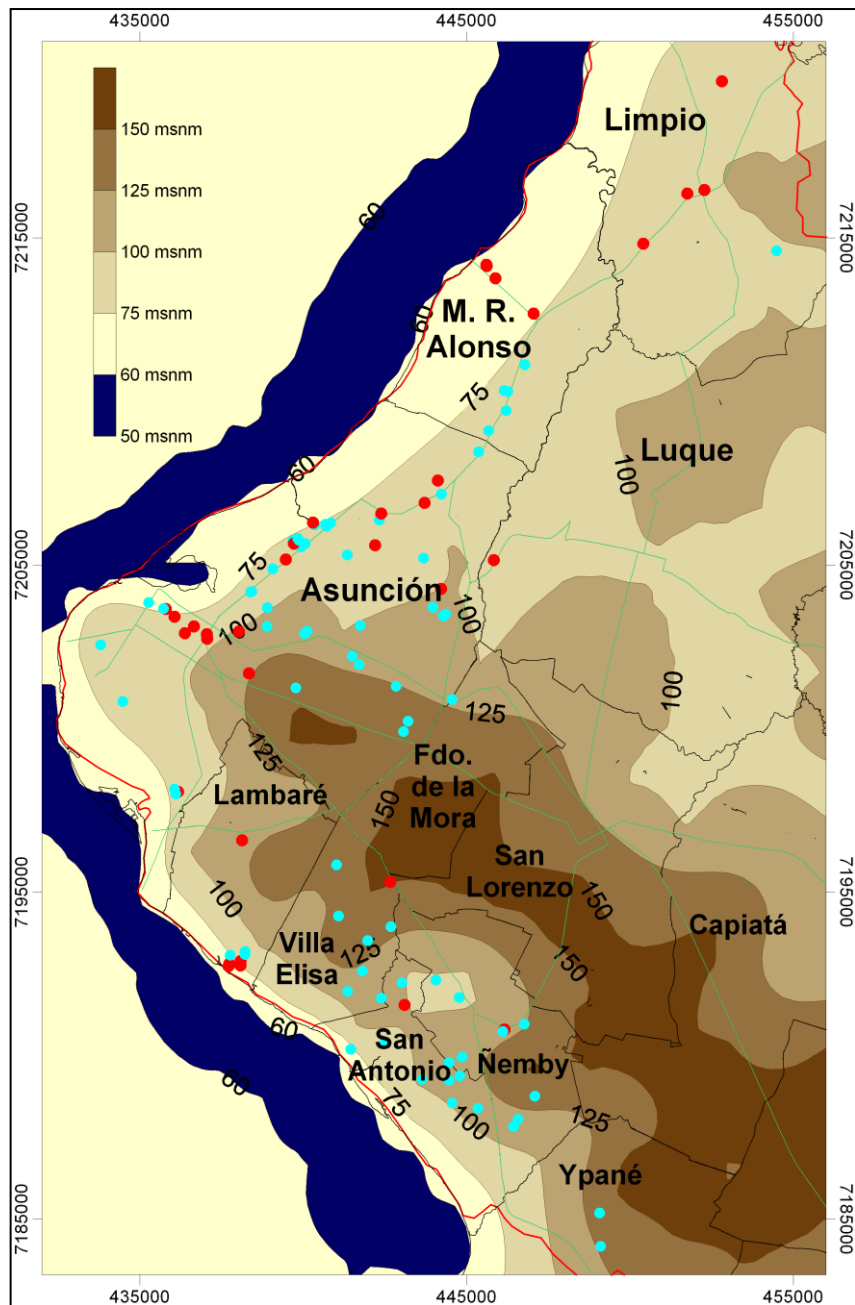 435000
445000
455000
150 msnm
125 msnm
100 msnm
75 msnm
60 msnm
50 msnm
7215000
7205000
7195000
7185000
7215000
7205000
7195000
7185000
Limpio
60
60
M. R.
Alonso
75
Luque
100
60
75
Asunción
100
100
100
125
125
Fdo.
de la
Mora
150
Lambaré
San
Lorenzo
150
Capiatá
100
Villa
Elisa
125
150
60
San
Antonio
Ñemby
60
75
100
125
Ypané
435000
445000
455000